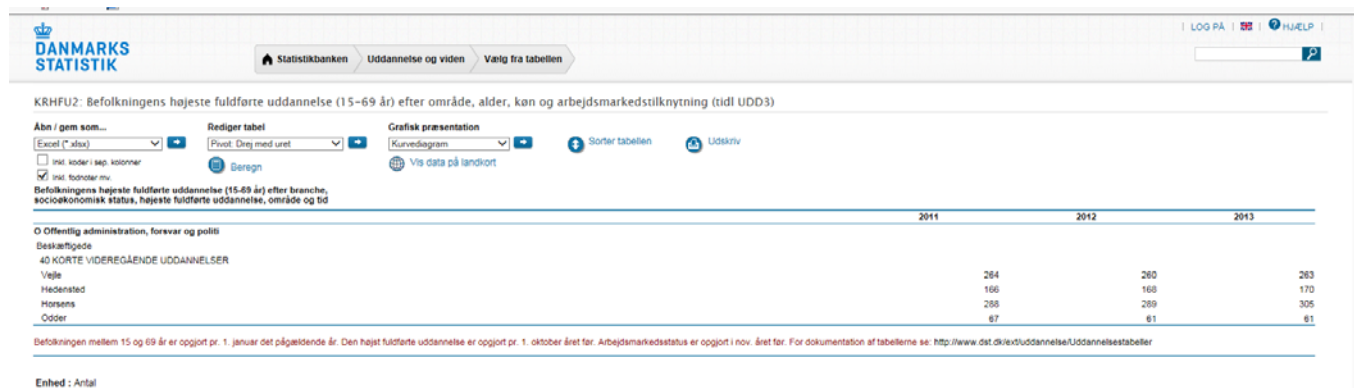 LOG PÅ | HJÆLP
DANMARKS
STATISTIK
Statistikbanken Uddannelse og viden Vælg fra tabellen
KRHFU2: Befolkningens højeste fuldførte uddannelse (15-69 år) efter område, alder, køn og arbejdsmarkedstilknytning (tidl UDD3)
Åbn / gem som... Rediger tabel Grafisk præsentation
Excel (*.xlsx) Pivot: Drej med uret Kurvediagram Sorter tabellen Udskriv
Inkl. koder i sep. kolonner Beregn Vis data på landkort
Inkl. fodnoter mv.
Befolkningens højeste fuldførte uddannelse (15-69 år) efter branche,
socioøkonomisk status, højeste fuldførte uddannelse, område og tid
2011 2012 2013
O Offentlig administration, forsvar og politi
Beskæftigede
40 KORTE VIDEREGÅENDE UDDANNELSER
Vejle 264 260 263
Hedensted 166 168 170
Horsens 288 289 305
Odder 67 61 61
Befolkningen mellem 15 og 69 år er opgjort pr. 1. januar det pågældende år. Den højst fuldførte uddannelse er opgjort pr. 1. oktober året før. Arbejdsmarkedsstatus er opgjort i nov. året før. For dokumentation af tabellerne se: http://www.dst.dk/ext/uddannelse/Uddannelsestabeller
Enhed : Antal